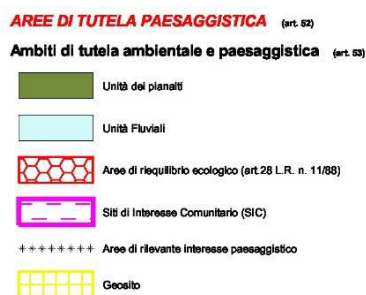 AREE DI TUTELA PAESAGGISTICA (art. 52)
Ambiti di tutela ambientale e paesaggistica (art. 53)
Unità dei pianalti
Unità Fluviali
Aree di riequilibrio ecologico (art.28 L.R. n. 11/88)
Siti di Interesse Comunitario (SIC)
Aree di rilevante interesse paesaggistico
Geosito